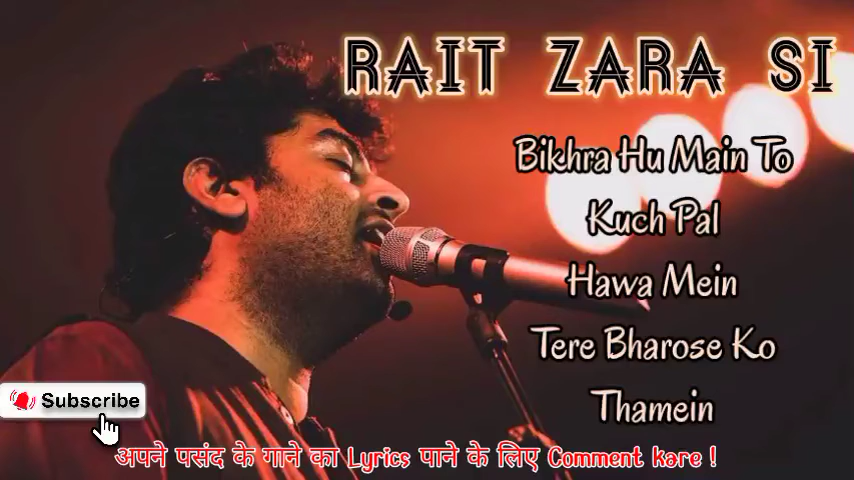 RAIT ZARA SI
Bikhra Hu Main To
Kuch Pal
Hawa Mein
Tere Bharose Ko
Thamein
Subscribe
अपने पसंद के गाने का Lyrics पाने के लिए Comment kare !